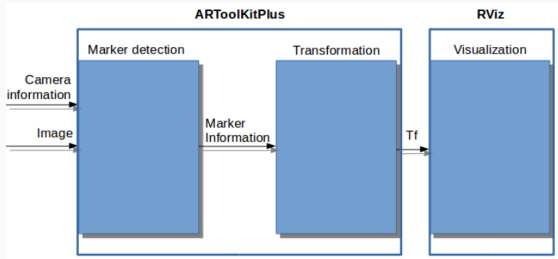 ARToolKitPlus
RViz
Marker detection
Transformation
Visualization
Camera
information
Image
Marker
Information
Tf